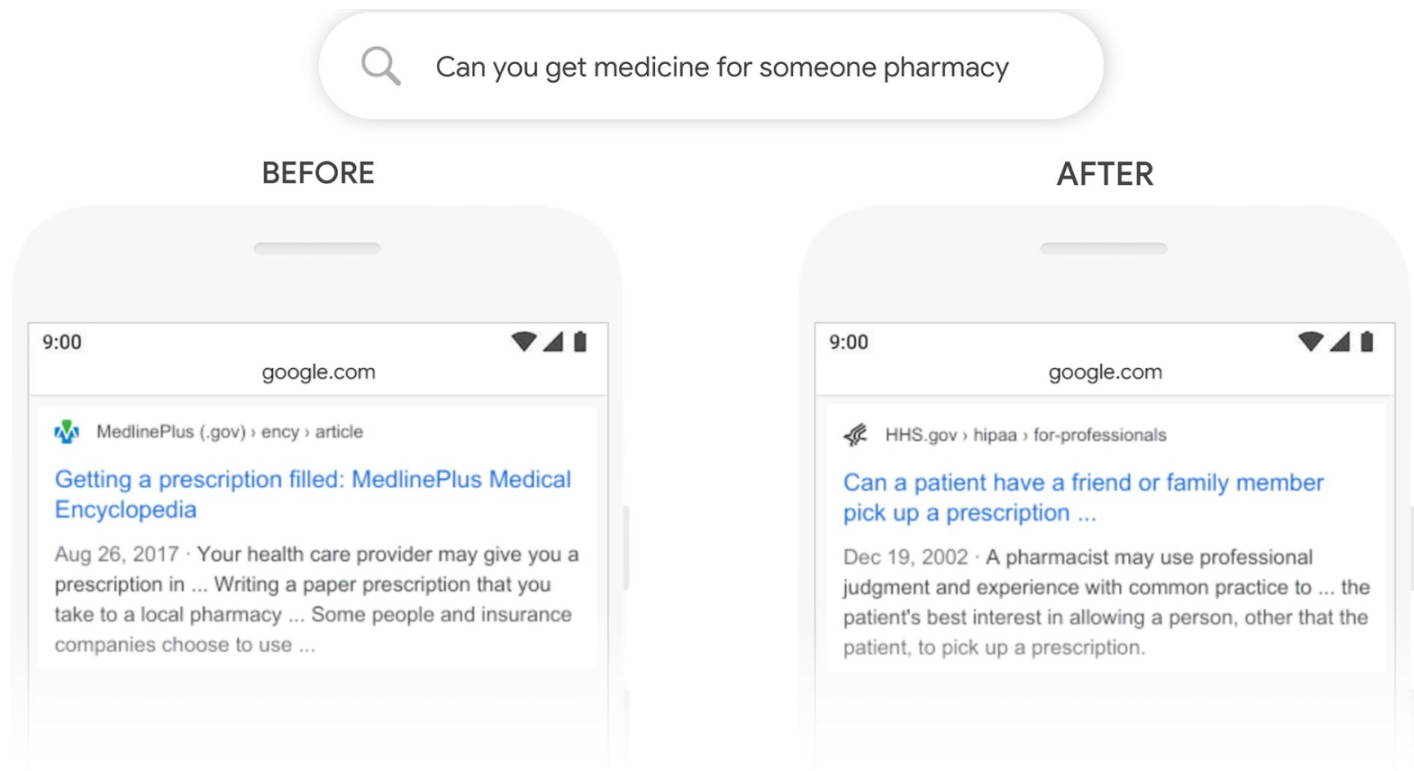 Can you get medicine for someone pharmacy
BEFORE
9:00
google.com
MedlinePlus (.gov) › ency › article
Getting a prescription filled: MedlinePlus Medical
Encyclopedia
Aug 26, 2017 · Your health care provider may give you a
prescription in ... Writing a paper prescription that you
take to a local pharmacy ... Some people and insurance
companies choose to use ...
AFTER
9:00
google.com
HHS.gov › hipaa › for-professionals
Can a patient have a friend or family member
pick up a prescription ...
Dec 19, 2002 · A pharmacist may use professional
judgment and experience with common practice to ... the
patient's best interest in allowing a person, other that the
patient, to pick up a prescription.